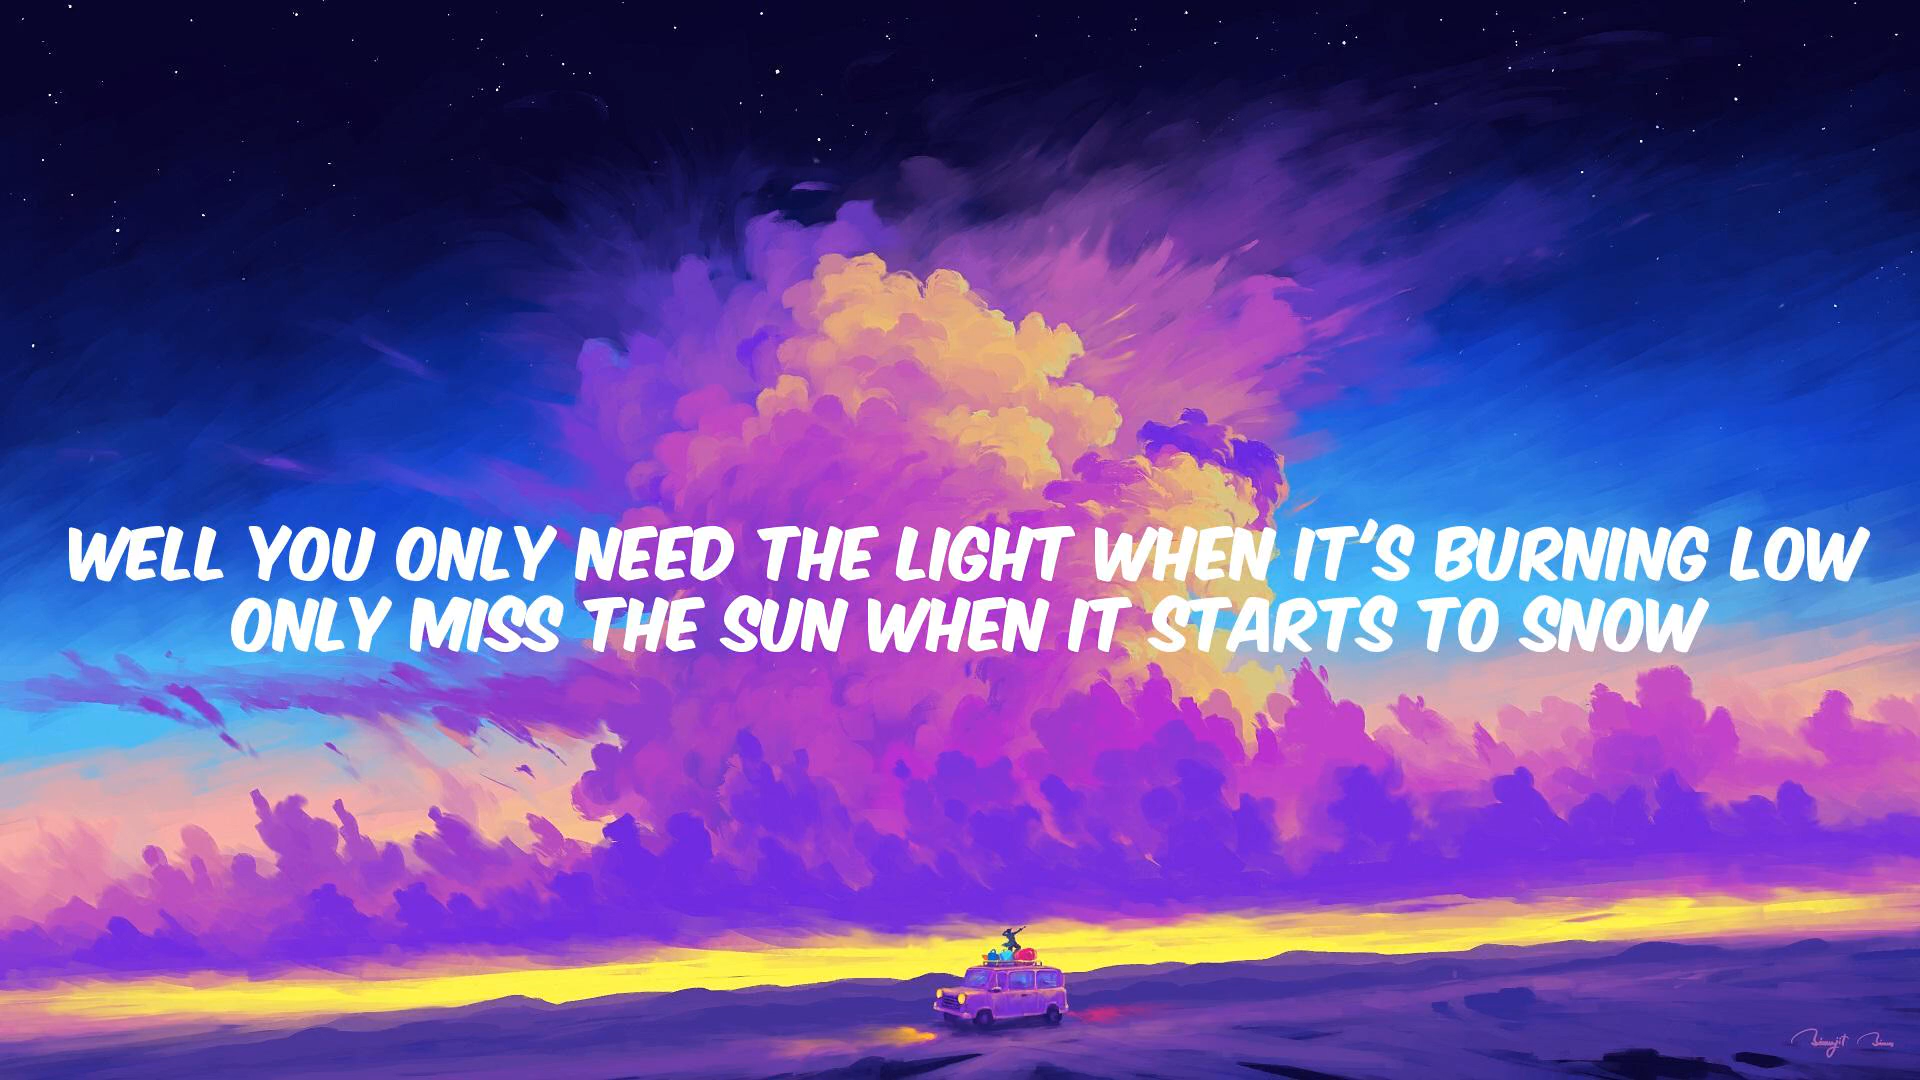 WELL YOU ONLY NEED THE LIGHT WHEN IT'S BURNING LOW
ONLY MISS THE SUN WHEN IT STARTS TO SNOW